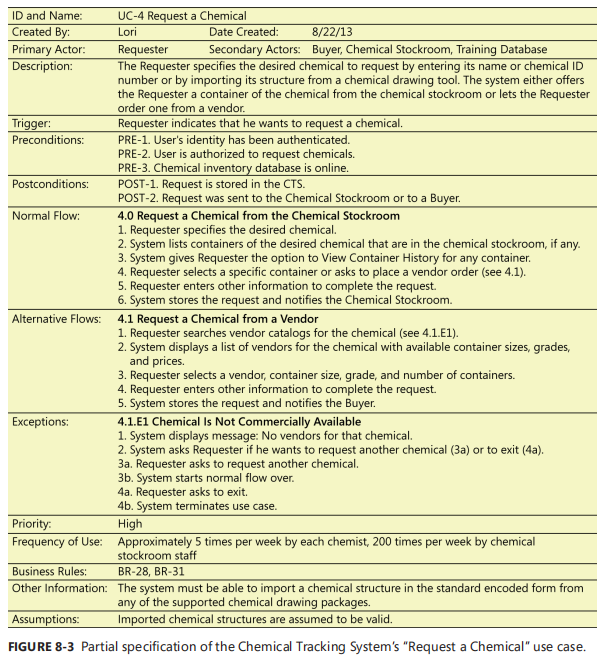 ID and Name: UC-4 Request a Chemical
Created By: Lori Date Created: 8/22/13
Primary Actor: Requester Secondary Actors: Buyer, Chemical Stockroom, Training Database
Description: The Requester specifies the desired chemical to request by entering its name or chemical ID
number or by importing its structure from a chemical drawing tool. The system either offers
the Requester a container of the chemical from the chemical stockroom or lets the Requester
order one from a vendor.
Trigger: Requester indicates that he wants to request a chemical.
Preconditions: PRE-1. User's identity has been authenticated.
PRE-2. User is authorized to request chemicals.
PRE-3. Chemical inventory database is online.
Postconditions: POST-1. Request is stored in the CTS.
POST-2. Request was sent to the Chemical Stockroom or to a Buyer.
Normal Flow: 4.0 Request a Chemical from the Chemical Stockroom
1. Requester specifies the desired chemical.
2. System lists containers of the desired chemical that are in the chemical stockroom, if any.
3. System gives Requester the option to View Container History for any container.
4. Requester selects a specific container or asks to place a vendor order (see 4.1).
5. Requester enters other information to complete the request.
6. System stores the request and notifies the Chemical Stockroom.
Alternative Flows: 4.1 Request a Chemical from a Vendor
1. Requester searches vendor catalogs for the chemical (see 4.1.E1).
2. System displays a list of vendors for the chemical with available container sizes, grades,
and prices.
3. Requester selects a vendor, container size, grade, and number of containers.
4. Requester enters other information to complete the request.
5. System stores the request and notifies the Buyer.
Exceptions: 4.1.E1 Chemical Is Not Commercially Available
1. System displays message: No vendors for that chemical.
2. System asks Requester if he wants to request another chemical (3a) or to exit (4a).
3a. Requester asks to request another chemical.
3b. System starts normal flow over.
4a. Requester asks to exit.
4b. System terminates use case.
Priority: High
Frequency of Use: Approximately 5 times per week by each chemist, 200 times per week by chemical
stockroom staff
Business Rules: BR-28, BR-31
Other Information: The system must be able to import a chemical structure in the standard encoded form from
any of the supported chemical drawing packages.
Assumptions: Imported chemical structures are assumed to be valid.
FIGURE 8-3 Partial specification of the Chemical Tracking System's “Request a Chemical” use case.